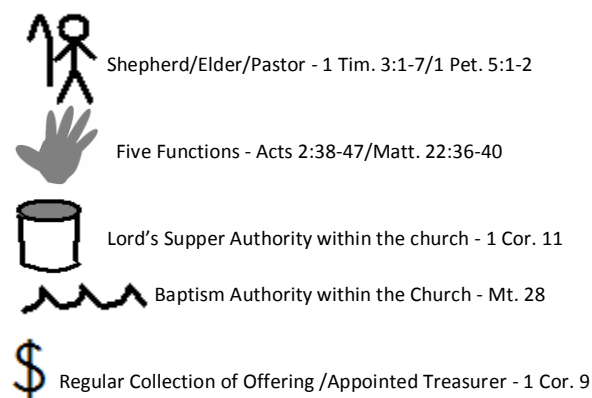 Shepherd/Elder/Pastor - 1 Tim. 3:1-7/1 Pet. 5:1-2
Five Functions - Acts 2:38-47/Matt. 22:36-40
Lord's Supper Authority within the church - 1 Cor. 11
Baptism Authority within the Church - Mt. 28
$ Regular Collection of Offering /Appointed Treasurer - 1 Cor. 9